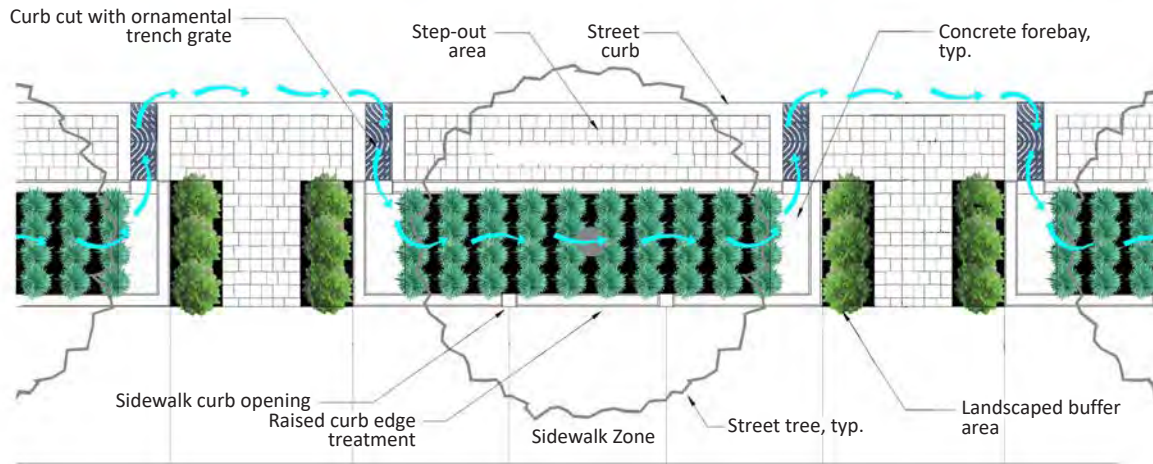 Curb cut with ornamental
trench grate
Step-out
area
Street
curb
Concrete forebay,
typ.
Sidewalk curb opening
Raised curb edge
treatment
Sidewalk Zone
Street tree, typ.
Landscaped buffer
area